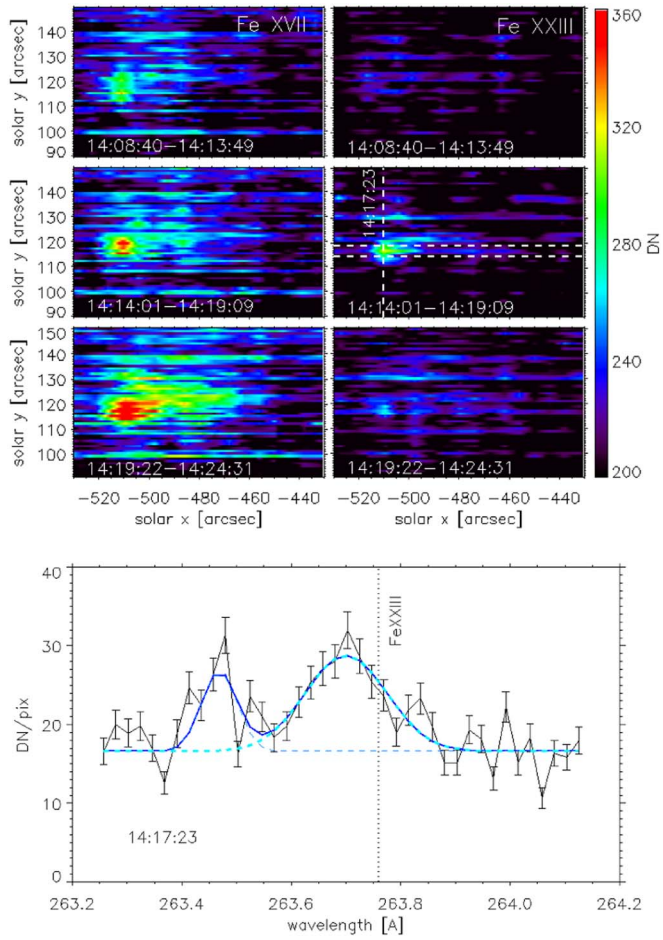 Fe XVII
Fe XXIII
150
140
130
120
110
100
90
solar y [arcsec]
14:08:40−14:13:49
14:08:40−14:13:49
140
130
120
110
100
90
solar y [arcsec]
14:14:01−14:19:09
14:17:23
14:14:01−14:19:09
150
140
130
120
110
100
solar y [arcsec]
14:19:22−14:24:31
14:19:22−14:24:31
−520 −500 −480 −460 −440
−520 −500 −480 −460 −440
solar x [arcsec]
solar x [arcsec]
360
320
280
240
200
DN
40
30
20
10
0
DN/pix
FeXXIII
14:17:23
263.2 263.4 263.6 263.8 264.0 264.2
wavelength [A]